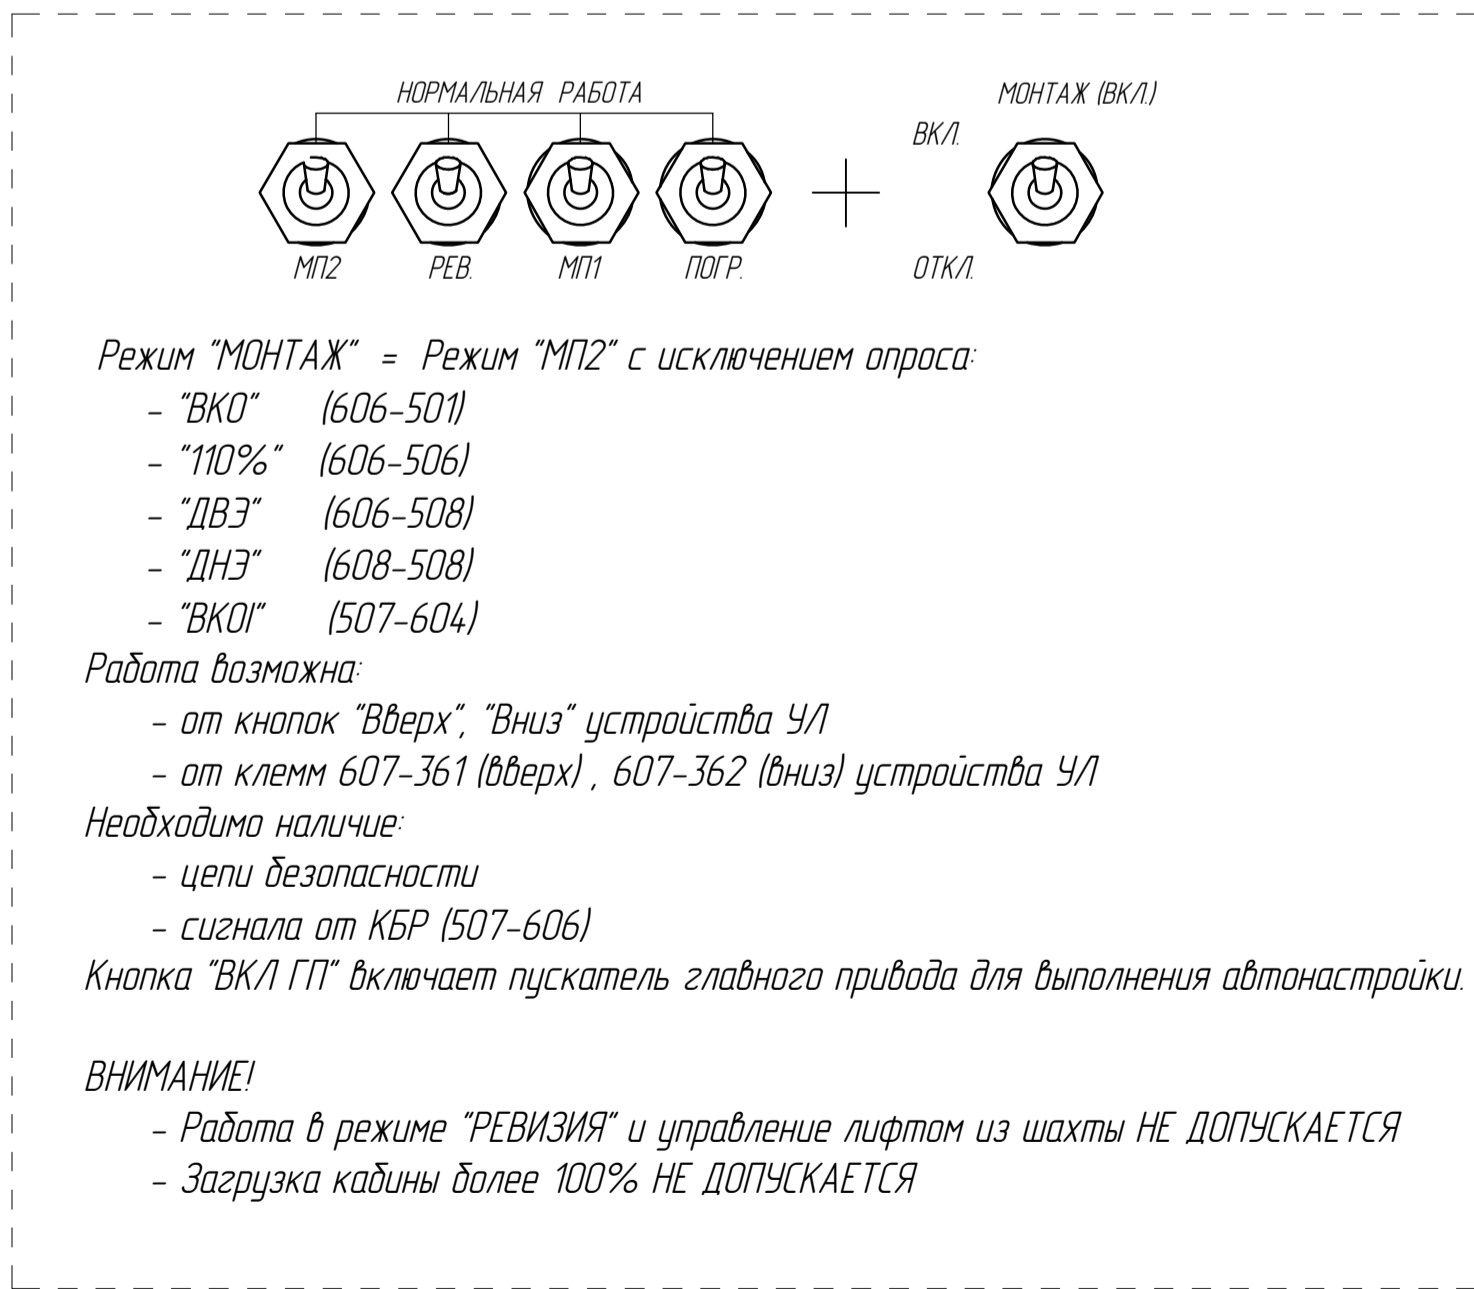 НОРМАЛЬНАЯ РАБОТА
МОНТАЖ (ВКЛ.)
ВКЛ.
МП2 РЕВ. МП1 ПОГР. ОТКЛ.
Режим "МОНТАЖ" = Режим "МП2" с исключением опроса:
- "ВКО" (606-501)
- "110%" (606-506)
- "ДВЭ" (606-508)
- "ДНЭ" (608-508)
- "ВКОI" (507-604)
Работа возможна:
- от кнопок "Вверх", "Вниз" устройства УЛ
- от клемм 607-361 (вверх) , 607-362 (вниз) устройства УЛ
Необходимо наличие:
- цепи безопасности
- сигнала от КБР (507-606)
Кнопка "ВКЛ ГП" включает пускатель главного привода для выполнения автонастройки.
ВНИМАНИЕ!
- Работа в режиме "РЕВИЗИЯ" и управление лифтом из шахты НЕ ДОПУСКАЕТСЯ
- Загрузка кабины более 100% НЕ ДОПУСКАЕТСЯ